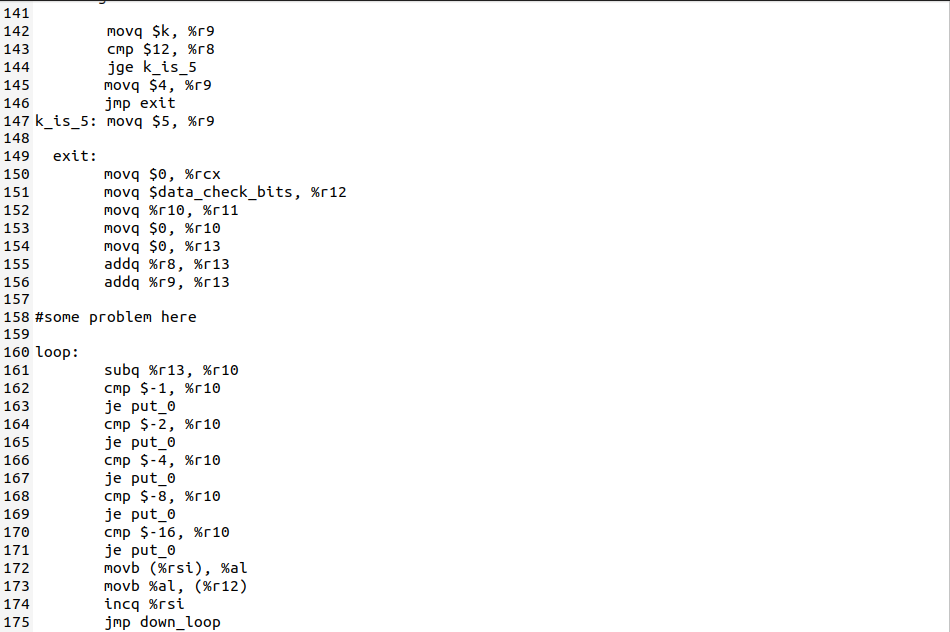 141
142 movq $k, %r9
143 cmp $12, %r8
144 jge k_is_5
145 movq $4, %r9
146 jmp exit
147 k_is_5: movq $5, %r9
148
149 exit:
150 movq $0, %rcx
151 movq $data_check_bits, %r12
152 movq %r10, %r11
153 movq $0, %r10
154 movq $0, %r13
155 addq %r8, %r13
156 addq %r9, %r13
157
158 #some problem here
159
160 loop:
161 subq %r13, %r10
162 cmp $-1, %r10
163 je put_0
164 cmp $-2, %r10
165 je put_0
166 cmp $-4, %r10
167 je put_0
168 cmp $-8, %r10
169 je put_0
170 cmp $-16, %r10
171 je put_0
172 movb (%rsi), %al
173 movb %al, (%r12)
174 incq %rsi
175 jmp down_loop